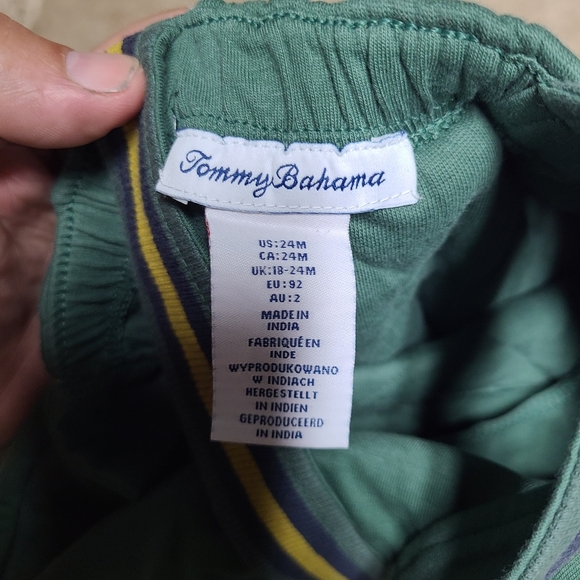 Tommy Bahama
US:24M
CA:24M
UK:18-24M
EU:92
AU:2
MADE IN
INDIA
FABRIQUÉ EN
INDE
WYPRODUKOWANO
W INDIACH
HERGESTELLT
IN INDIEN
GEPRODUCEERD
IN INDIA